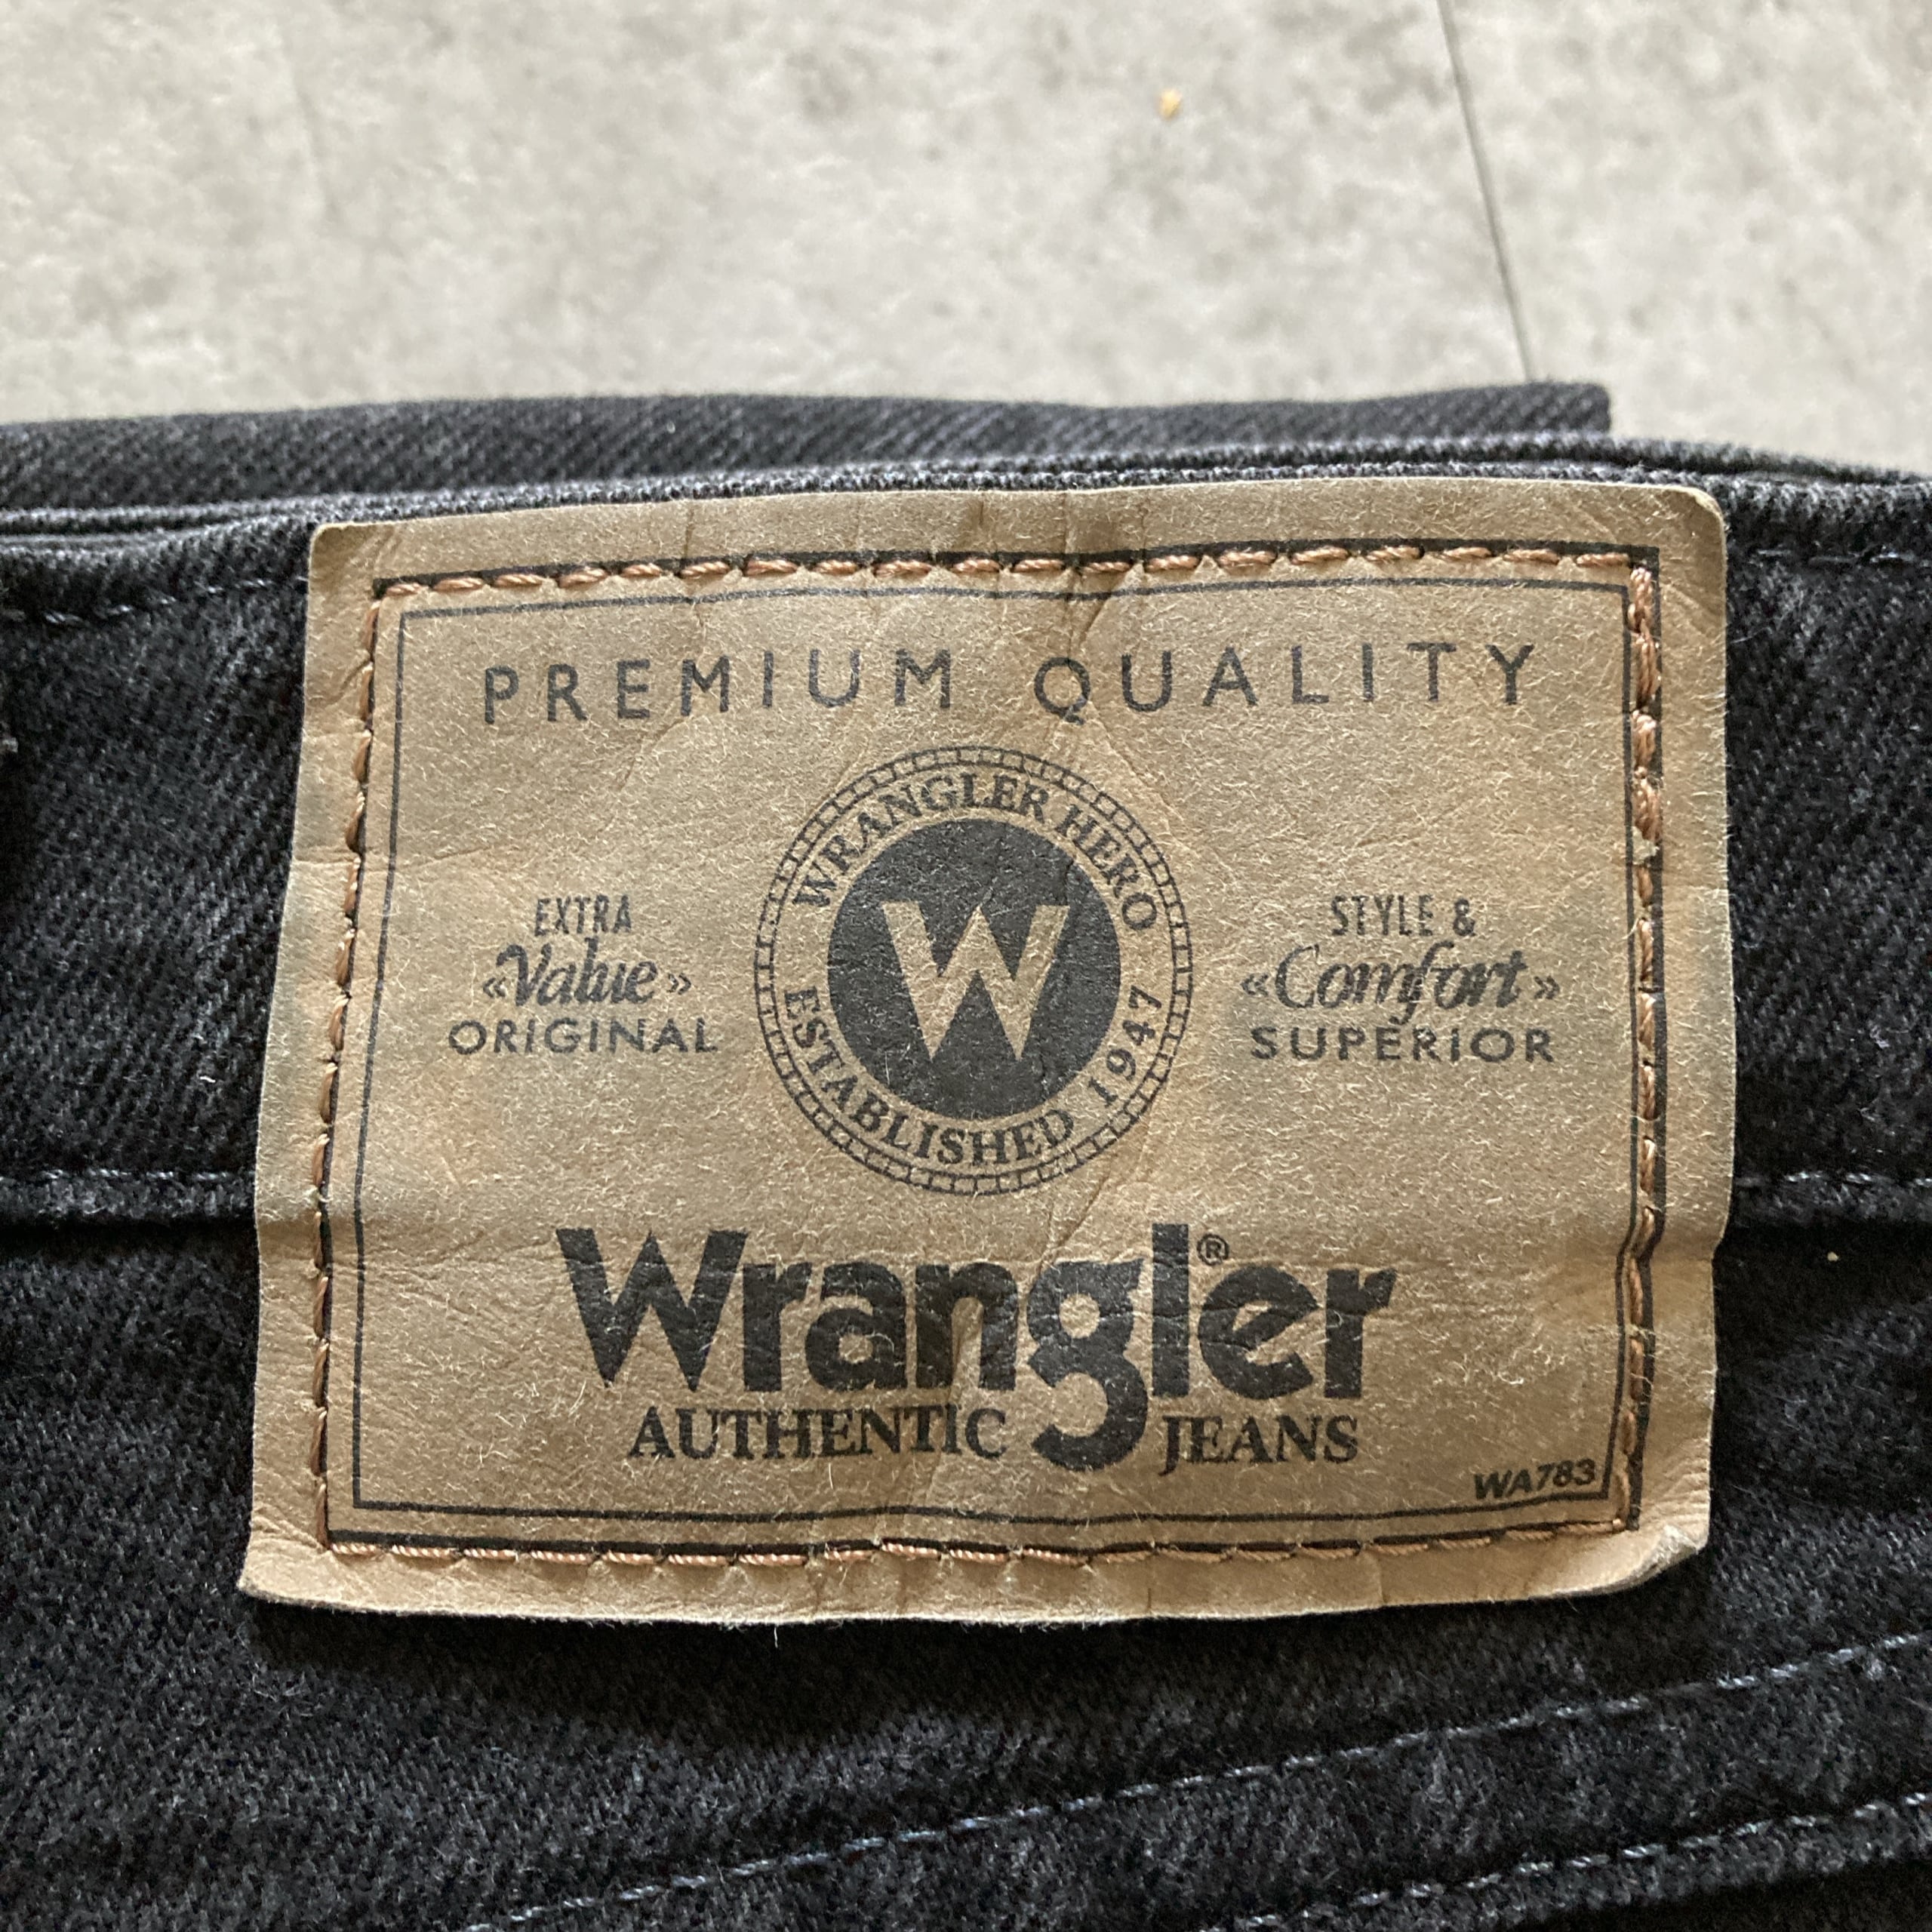 PREMIUM QUALITY
WRANGLER HERO
ESTABLISHED 1947
W
EXTRA
«Value»
ORIGINAL
STYLE &
«Comfort»
SUPERIOR
Wrangler®
AUTHENTIC JEANS
WA783